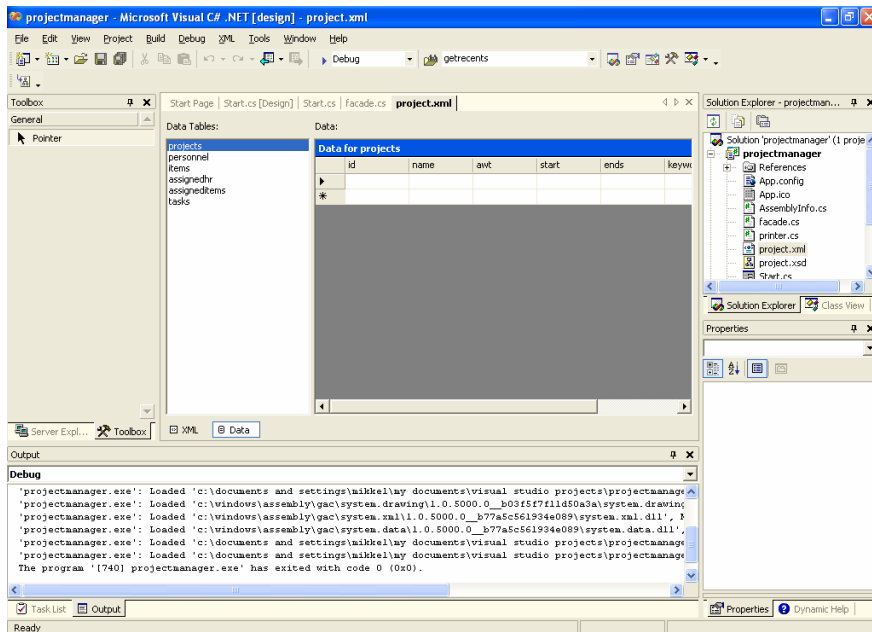 projectmanager - Microsoft Visual C# .NET [design] - project.xml
File Edit View Project Build Debug XML Tools Window Help
Debug getrecents
Toolbox
General
Pointer
Server Expl... Toolbox
Start Page Start.cs [Design] Start.cs facade.cs project.xml
Data Tables: Data:
projects
personnel
items
assignedhr
assigneditems
tasks
Data for projects
id name awt start ends keywo
XML Data
Solution Explorer - projectman...
Solution 'projectmanager' (1 proje
projectmanager
References
App.config
App.ico
AssemblyInfo.cs
facade.cs
printer.cs
project.xml
project.xsd
Start.cs
Solution Explorer Class View
Properties
Output
Debug
'projectmanager.exe': Loaded 'c:\documents and settings\mikkel\my documents\visual studio projects\projectmanage
'projectmanager.exe': Loaded 'c:\windows\assembly\gac\system.drawing\1.0.5000.0__b03f5f7f11d50a3a\system.drawing
'projectmanager.exe': Loaded 'c:\windows\assembly\gac\system.xml\1.0.5000.0__b77a5c561934e089\system.xml.dll', N
'projectmanager.exe': Loaded 'c:\windows\assembly\gac\system.data\1.0.5000.0__b77a5c561934e089\system.data.dll',
'projectmanager.exe': Loaded 'c:\documents and settings\mikkel\my documents\visual studio projects\projectmanage
'projectmanager.exe': Loaded 'c:\documents and settings\mikkel\my documents\visual studio projects\projectmanage
The program '[740] projectmanager.exe' has exited with code 0 (0x0).
Task List Output
Properties Dynamic Help
Ready